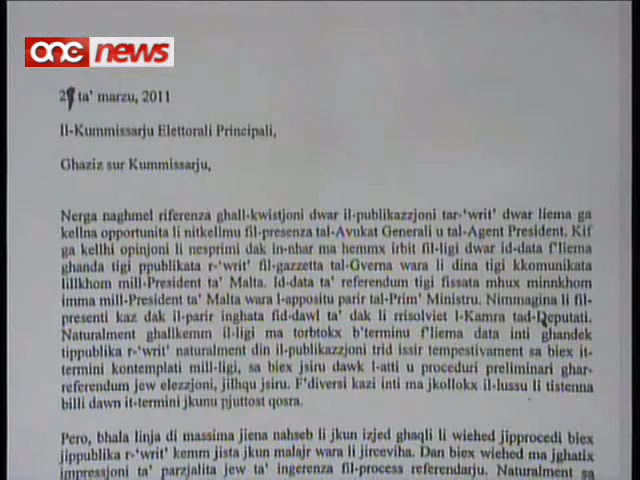 one news
2 ta' marzu, 2011
Il-Kummissarju Elettorali Principali,
Ghaziz sur Kummissarju,
Nerga naghmel riferenza ghall-kwistjoni dwar il-publikazzjoni tar-'writ' dwar liema ga
kellna opportunita li nitkellmu fil-presenza tal-Avukat Generali u tal-Agent President. Kif
ga kellhi opinjoni li nesprimi dak in-nhar ma hemmx irbit fil-ligi dwar id-data f'liema
ghanda tigi ppublikata r-'writ' fil-gazzetta tal-Gverna wara li dina tigi kkomunikata
lillkhom mill-President ta' Malta. Id-data ta' referendum tigi fissata mhux minnkhom
imma mill-President ta' Malta wara l-appositu parir tal-Prim' Ministru. Nimmagina li fil-
presenti kaz dak il-parir inghata fid-dawl ta' dak li rrisolviet l-Kamra tad-Deputati.
Naturalment ghallkemm il-ligi ma torbtokx b'terminu f'liema data inti ghandek
tippublika r-'writ' naturalment din il-publikazzjoni trid issir tempestivament sa biex it-
termini kontemplati mill-ligi, sa biex jsiru dawk l-atti u proceduri preliminari ghar-
referendum jew elezzjoni, jilhqu jsiru. F'diversi kazi inti ma jkollokx il-lussu li tistenna
billi dawn it-termini jkunu pjuttost qosra.
Pero, bhala linja di massima jiena nahseb li jkun izjed ghaqli li wiehed jipprocedi biex
jippublika r-'writ' kemm jista jkun malajr wara li jirceviha. Dan biex wiehed ma jghatix
impressjoni ta' parzjalita jew ta' ingerenza fil-process referendarju. Naturalment sa